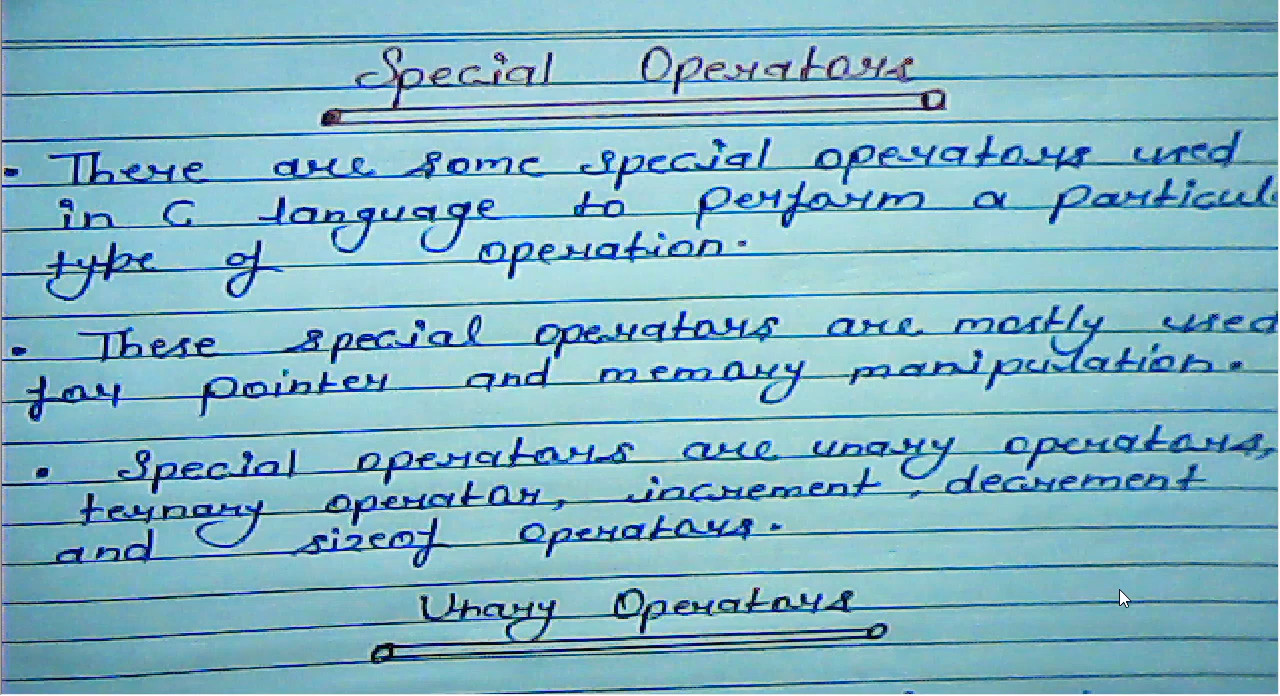 Special Operators
• There are some special operators used
in C language to perform a particul
type of operation.
• These special operators are mostly used
for pointer and memory manipulation.
• Special operators are unary operators,
ternary operator, increment, decrement
and sizeof operators.
Unary Operators